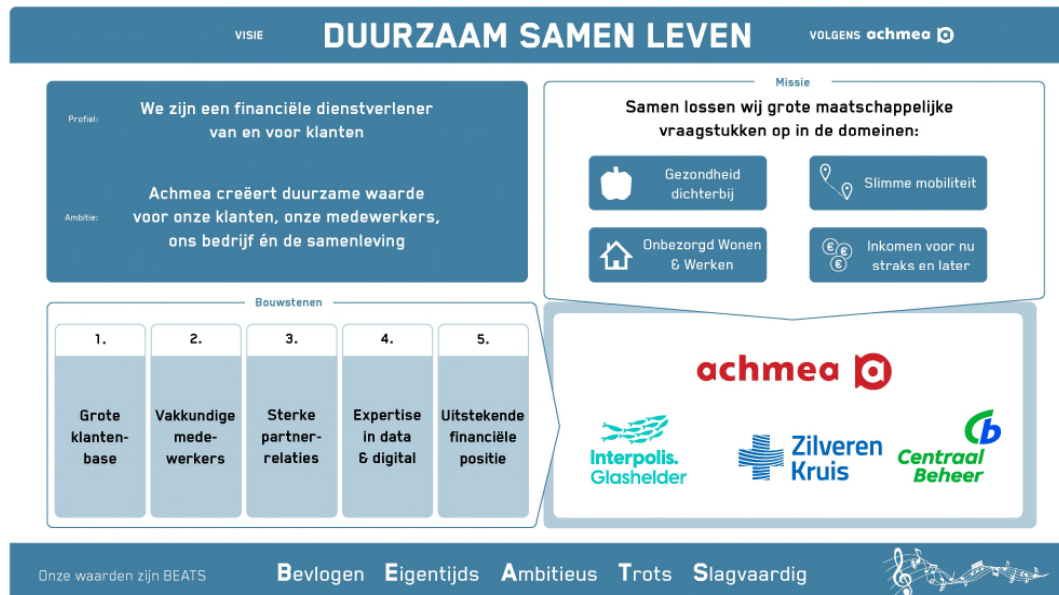 VISIE
DUURZAAM SAMEN LEVEN
VOLGENS achmea
Profiel:
We zijn een financiële dienstverlener
van en voor klanten
Ambitie:
Achmea creëert duurzame waarde
voor onze klanten, onze medewerkers,
ons bedrijf én de samenleving
Missie
Samen lossen wij grote maatschappelijke
vraagstukken op in de domeinen:
Gezondheid
dichterbij
Slimme mobiliteit
Onbezorgd Wonen
& Werken
Inkomen voor nu
straks en later
Bouwstenen
1.
Grote
klanten-
base
2.
Vakkundige
mede-
werkers
3.
Sterke
partner-
relaties
4.
Expertise
in data
& digital
5.
Uitstekende
financiële
positie
achmea
Interpolis.
Glashelder
Zilveren
Kruis
Centraal
Beheer
Onze waarden zijn BEATS
Bevlogen Eigentijds Ambitieus Trots Slagvaardig